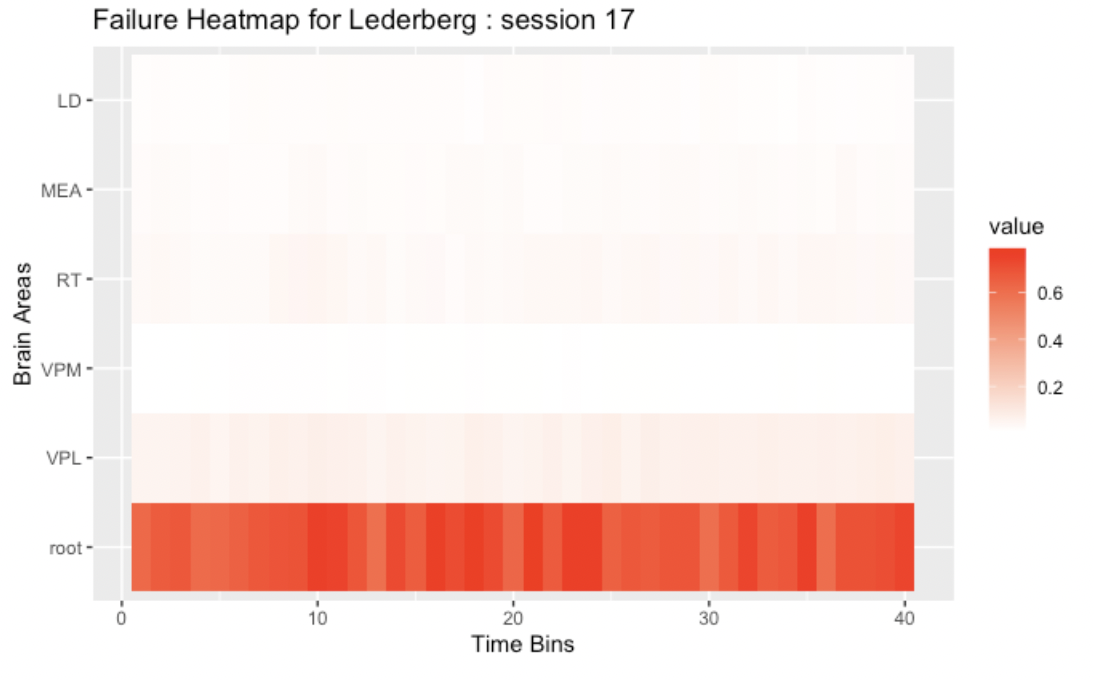 Failure Heatmap for Lederberg : session 17
Brain Areas
LD
MEA
RT
VPM
VPL
root
0 10 20 30 40
Time Bins
value
0.6
0.4
0.2